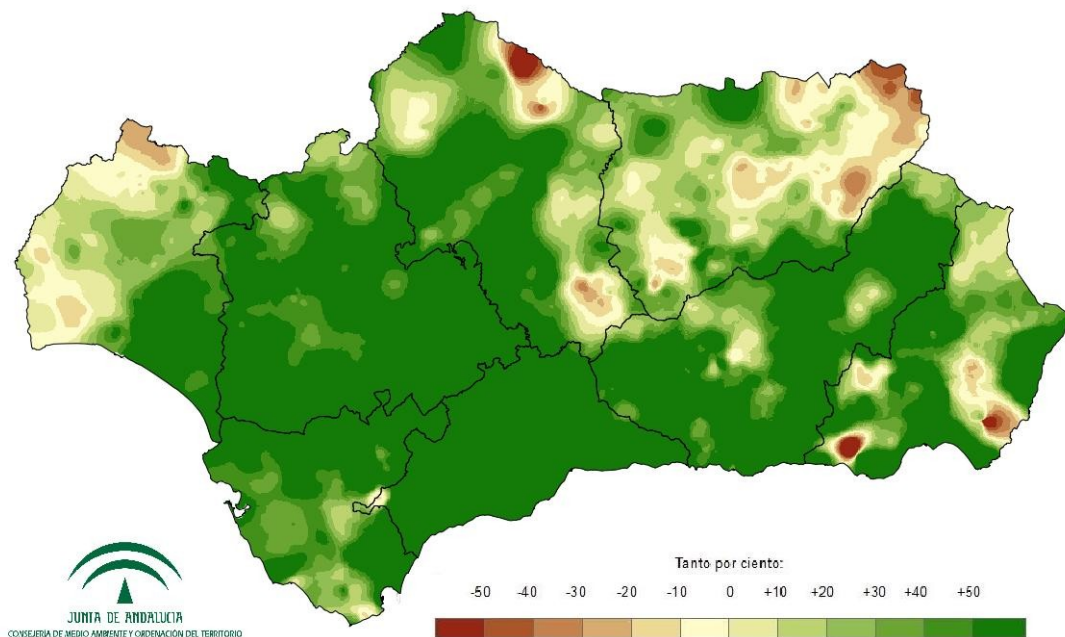 Tanto por ciento:
-50 -40 -30 -20 -10 0 +10 +20 +30 +40 +50
JUNTA DE ANDALUCIA
CONSEJERIA DE MEDIO AMBIENTE Y ORDENACIÓN DEL TERRITORIO